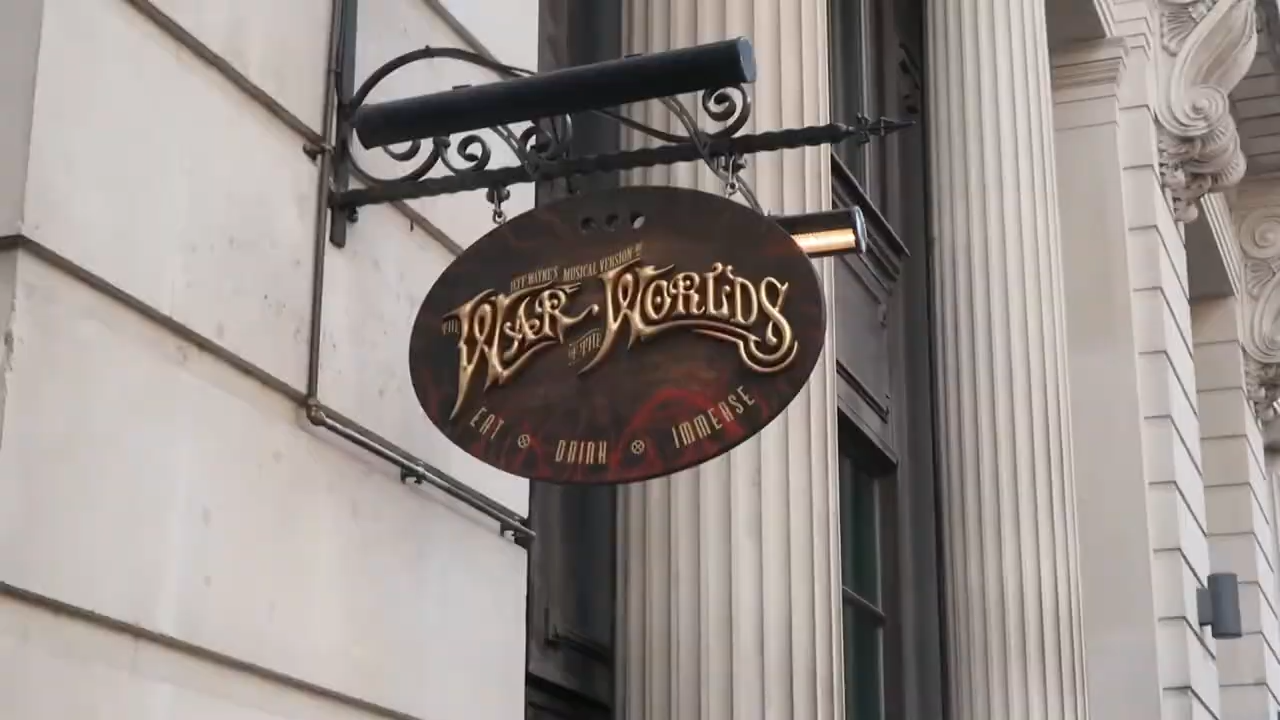 JEFF WAYNE'S MUSICAL VERSION OF
THE WAR OF THE WORLDS
EAT ⊗ DRINK ⊗ IMMERSE